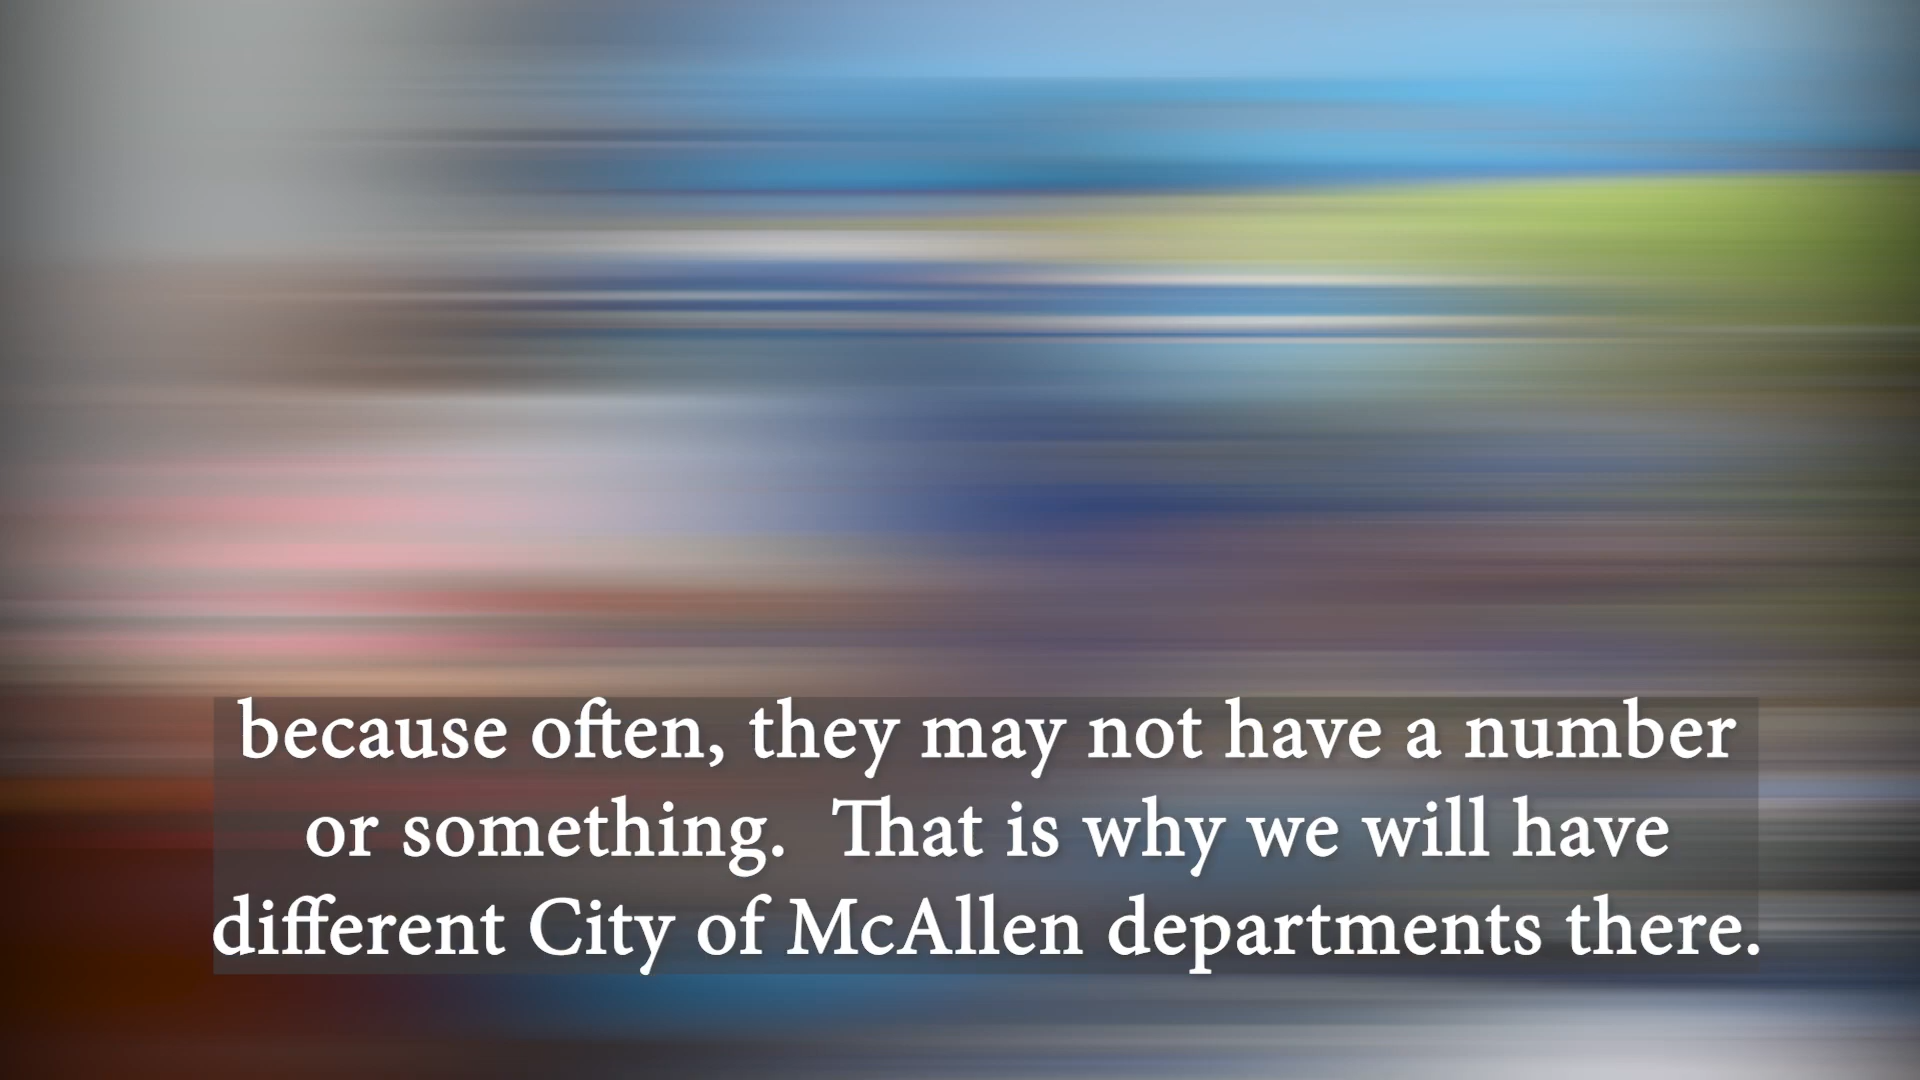 because often, they may not have a number
or something.  That is why we will have
different City of McAllen departments there.